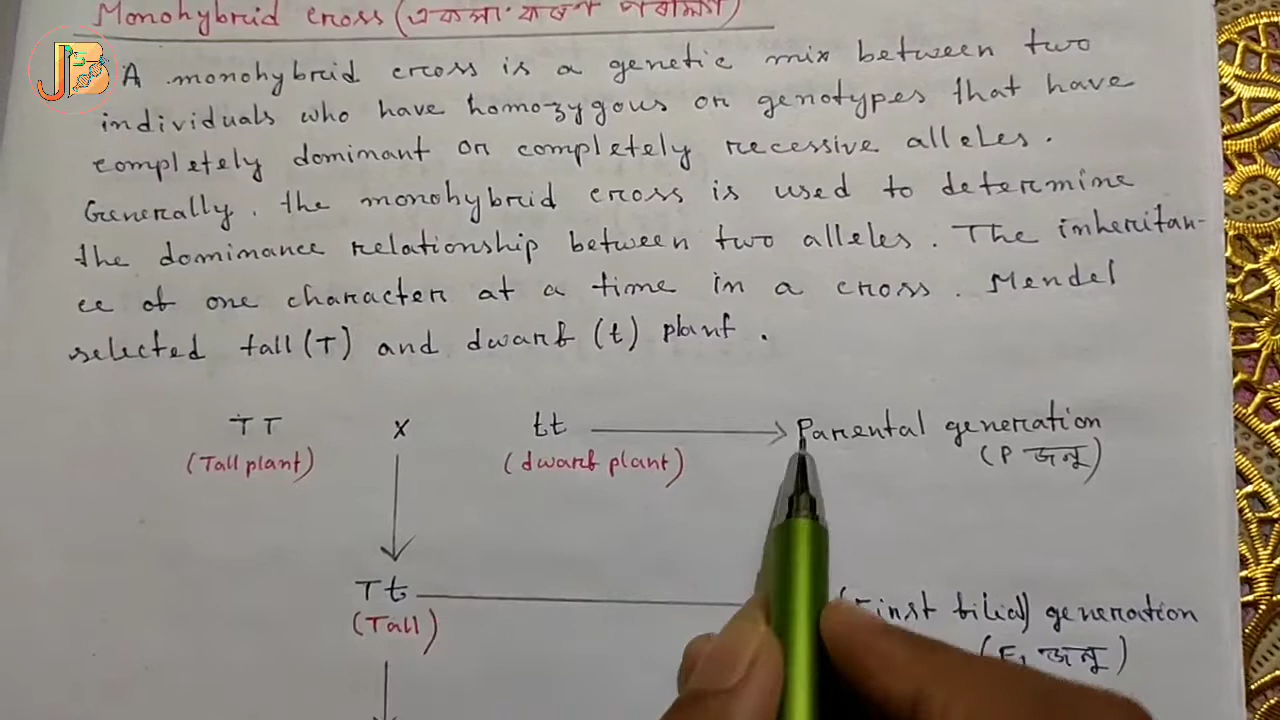 Monohybrid cross (একসংকরণ পরীক্ষা)
A monohybrid cross is a genetic mix between two
individuals who have homozygous or genotypes that have
completely dominant or completely recessive alleles.
Generally, the monohybrid cross is used to determine
the dominance relationship between two alleles. The inheritan-
ce of one character at a time in a cross. Mendel
selected tall (T) and dwarf (t) plant.
TT x tt Parental generation
(Tall plant) (dwarf plant) (P জনু)
Tt (First filial) generation
(Tall) (F1 জনু)